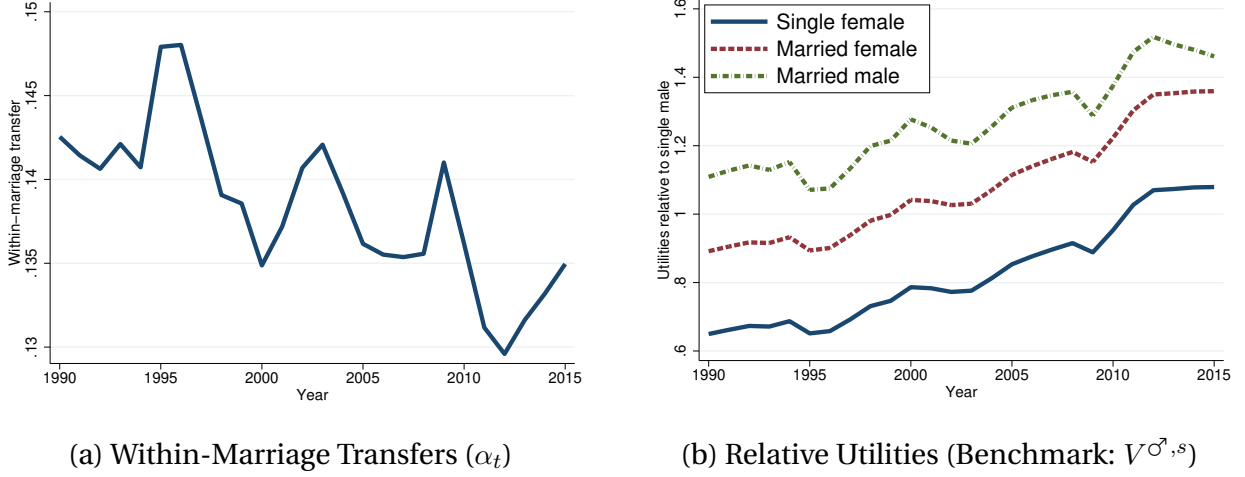 Within−marriage transfer
.15
.145
.14
.135
.13
1990 1995 2000 2005 2010 2015
Year
(a) Within-Marriage Transfers (αt)
Utilities relative to single male
1.6
1.4
1.2
1
.8
.6
Single female
Married female
Married male
1990 1995 2000 2005 2010 2015
Year
(b) Relative Utilities (Benchmark: V♂,s)